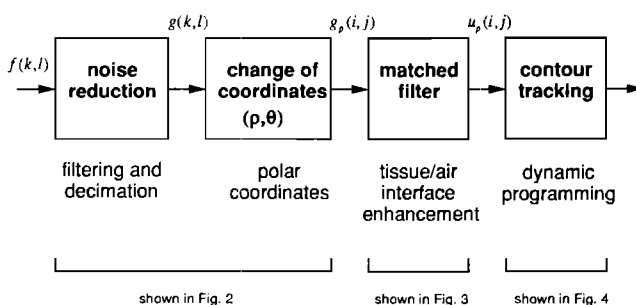 f(k,l)
noise
reduction
g(k,l)
change of
coordinates
(ρ,θ)
g_ρ(i,j)
matched
filter
u_ρ(i,j)
contour
tracking
filtering and
decimation
polar
coordinates
tissue/air
interface
enhancement
dynamic
programming
shown in Fig. 2
shown in Fig. 3
shown in Fig. 4